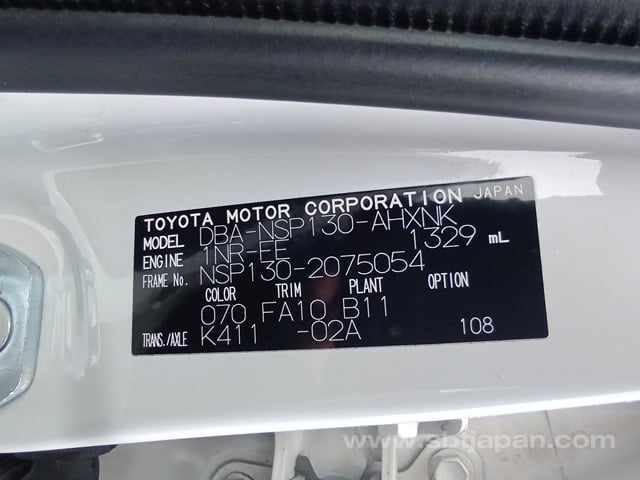 TOYOTA MOTOR CORPORATION JAPAN
MODEL DBA-NSP130-AHXNK
ENGINE 1NR-FE 1329 mL
FRAME No. NSP130-2075054
COLOR TRIM PLANT OPTION
070 FA10 B11
TRANS./AXLE K411 -02A 108
www.sbtjapan.com